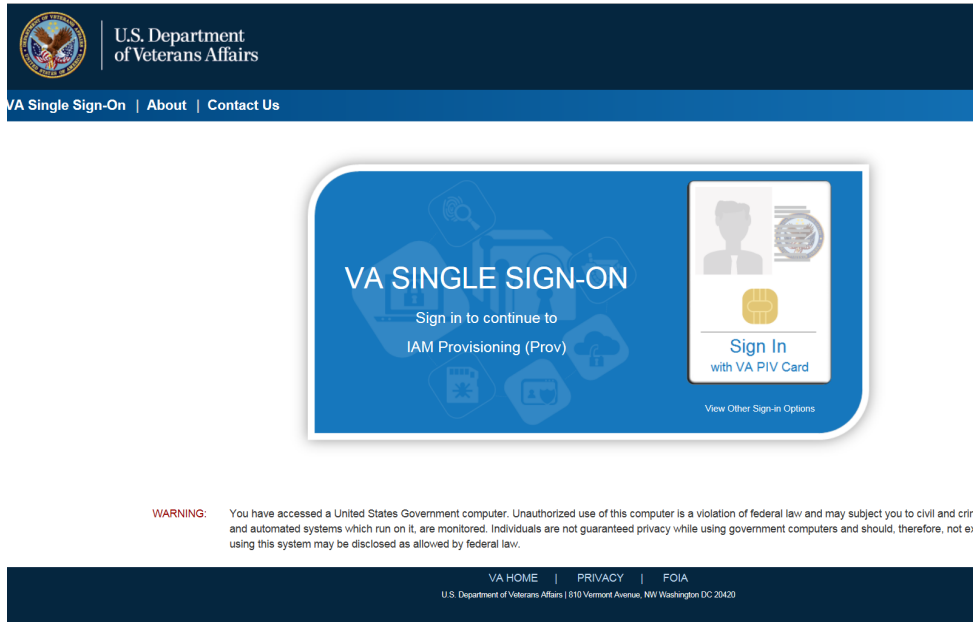 U.S. Department
of Veterans Affairs
VA Single Sign-On | About | Contact Us
VA SINGLE SIGN-ON
Sign in to continue to
IAM Provisioning (Prov)
Sign In
with VA PIV Card
View Other Sign-in Options
WARNING: You have accessed a United States Government computer. Unauthorized use of this computer is a violation of federal law and may subject you to civil and
and automated systems which run on it, are monitored. Individuals are not guaranteed privacy while using government computers and should, therefore, not
using this system may be disclosed as allowed by federal law.
VA HOME | PRIVACY | FOIA
U.S. Department of Veterans Affairs | 810 Vermont Avenue, NW Washington DC 20420